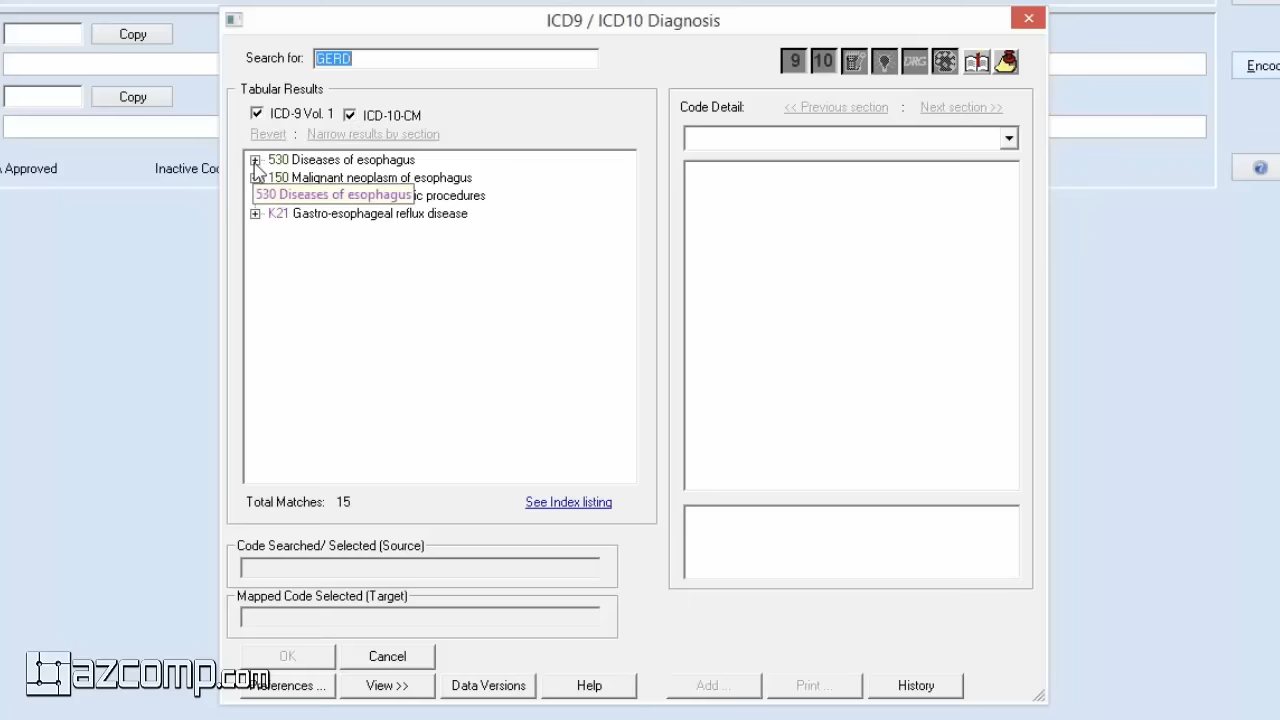 ICD9 / ICD10 Diagnosis
Copy
Search for: GERD
9 10 DRG
Encoc
Tabular Results
Code Detail: << Previous section : Next section >>
Copy
ICD-9 Vol. 1 ICD-10-CM
Revert : Narrow results by section
530 Diseases of esophagus
Approved Inactive Coc
150 Malignant neoplasm of esophagus
530 Diseases of esophagus ic procedures
K21 Gastro-esophageal reflux disease
Total Matches: 15 See Index listing
Code Searched/ Selected (Source)
Mapped Code Selected (Target)
OK Cancel
azcomp.com
erences ... View >> Data Versions Help Add ... Print ... History